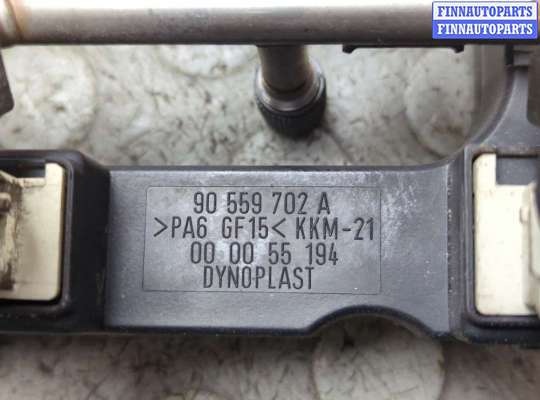 FINNAUTOPARTS
FINNAUTOPARTS
90 559 702 A
>PA6 GF15< KKM-21
00 00 55 194
DYNOPLAST